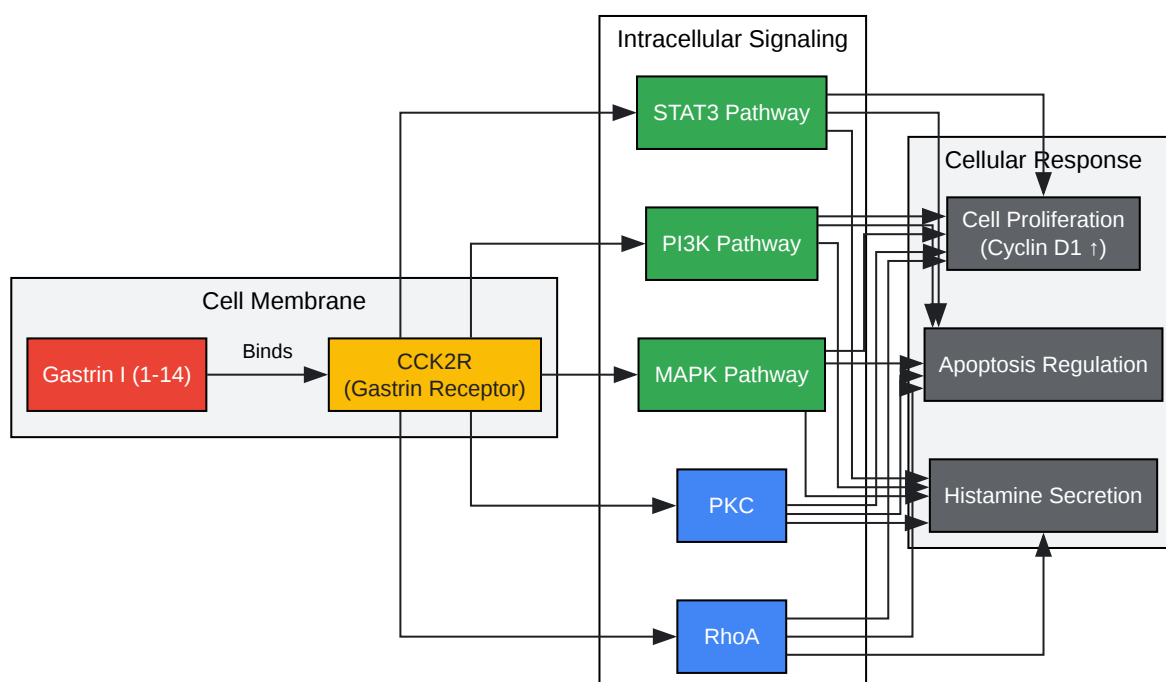 Intracellular Signaling
STAT3 Pathway
Cellular Response
Cell Proliferation
(Cyclin D1 ↑)
PI3K Pathway
Cell Membrane
Gastrin I (1-14)
Binds
CCK2R
(Gastrin Receptor)
MAPK Pathway
Apoptosis Regulation
PKC
Histamine Secretion
RhoA